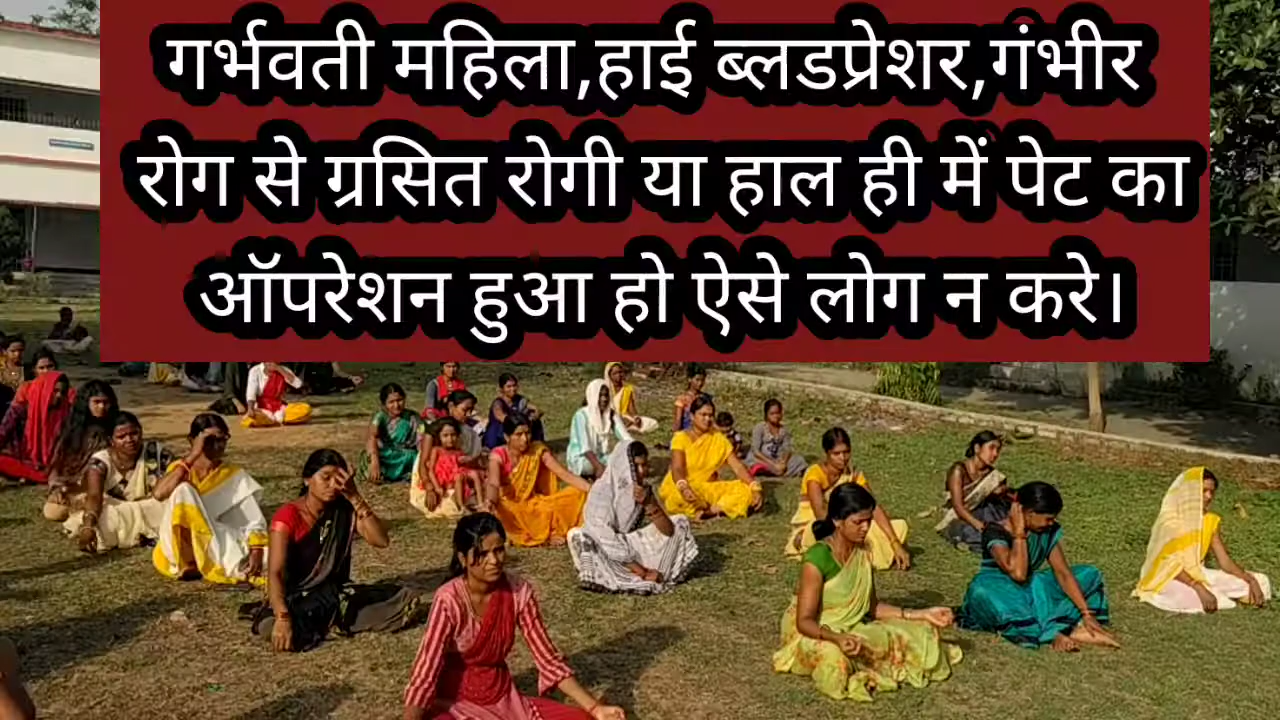 गर्भवती महिला,हाई ब्लडप्रेशर,गंभीर
रोग से ग्रसित रोगी या हाल ही में पेट का
ऑपरेशन हुआ हो ऐसे लोग न करे।